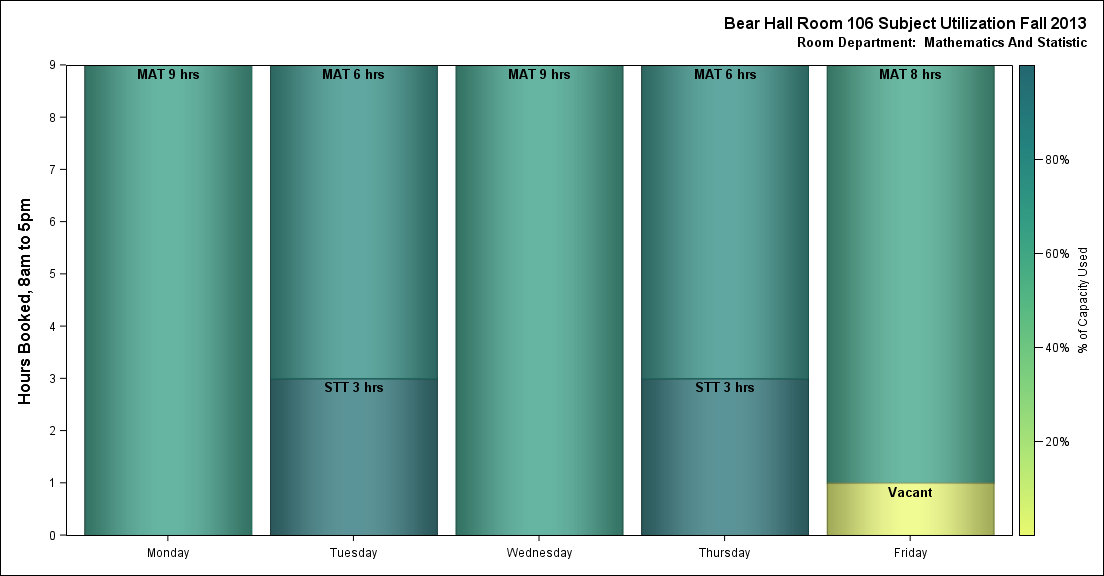 Bear Hall Room 106 Subject Utilization Fall 2013
Room Department:  Mathematics And Statistic
Hours Booked, 8am to 5pm
9
8
7
6
5
4
3
2
1
0
MAT 9 hrs
MAT 6 hrs
MAT 9 hrs
MAT 6 hrs
MAT 8 hrs
STT 3 hrs
STT 3 hrs
Vacant
Monday
Tuesday
Wednesday
Thursday
Friday
80%
60%
40%
20%
% of Capacity Used